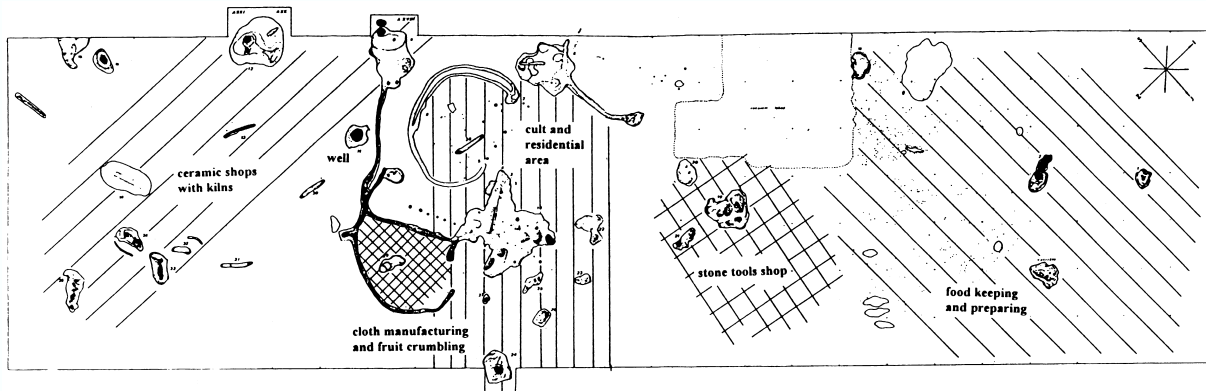 ceramic shops
with kilns
well
cult and
residential
area
cloth manufacturing
and fruit crumbling
stone tools shop
food keeping
and preparing